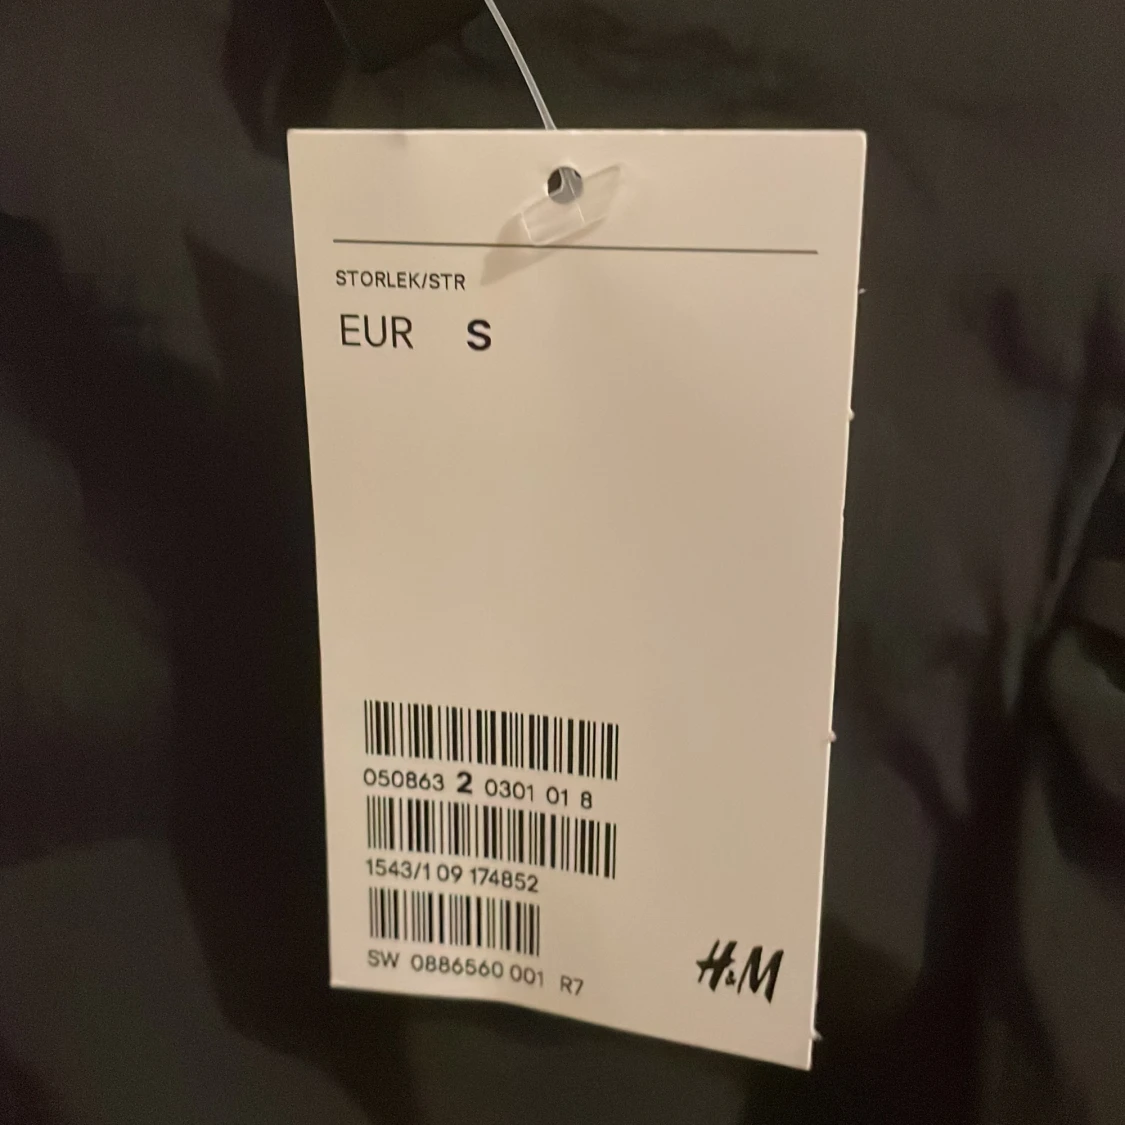 STORLEK/STR
EUR S
050863 2 0301 01 8
1543/1 09 174852
SW 0886560 001 R7
H&M